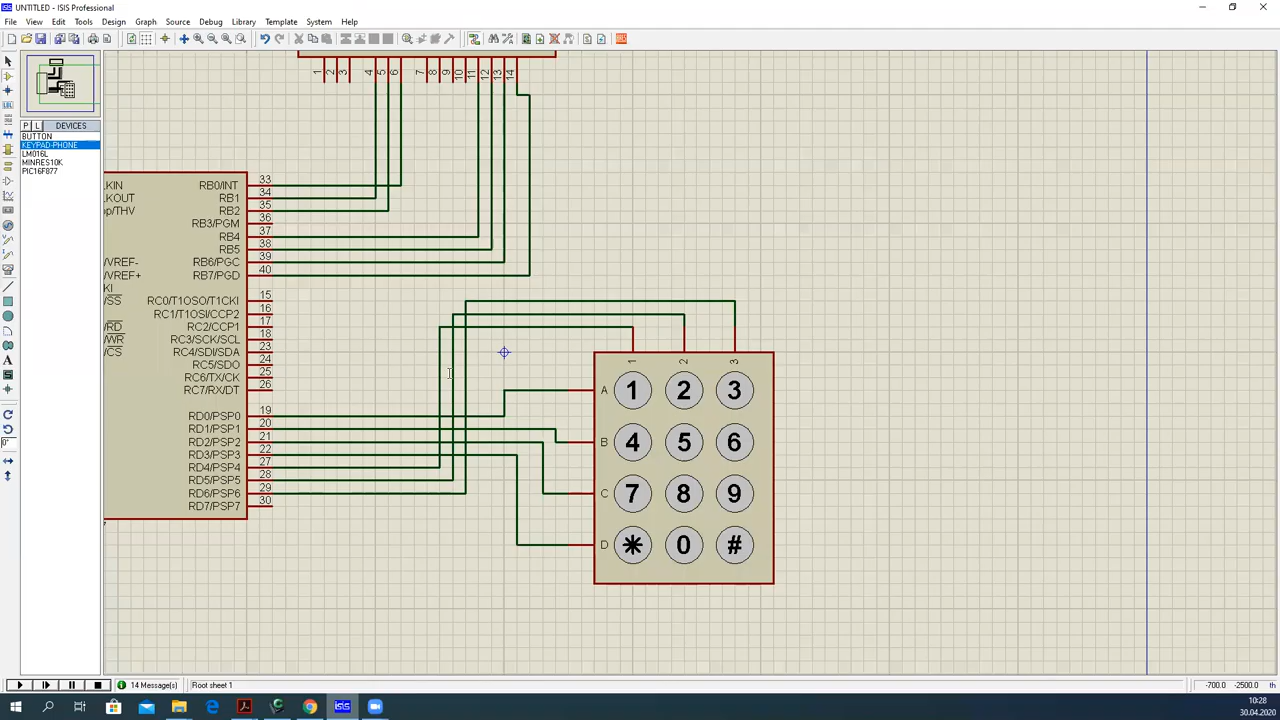 UNTITLED - ISIS Professional
File View Edit Tools Design Graph Source Debug Library Template System Help
P L DEVICES
BUTTON
KEYPAD-PHONE
LM016L
MINRES10K
PIC16F877
1 2 3 4 5 6 7 8 9 10 11 12 13 14
LKIN RB0/INT 33
LKOUT RB1 34
pp/THV RB2 35
RB3/PGM 36
RB4 37
RB5 38
VREF- RB6/PGC 39
VREF+ RB7/PGD 40
KI
SS RC0/T1OSO/T1CKI 15
RC1/T1OSI/CCP2 16
RD RC2/CCP1 17
WR RC3/SCL/SCL 18
CS RC4/SDI/SDA 23
RC5/SDO 24
RC6/TX/CK 25
RC7/RX/DT 26
RD0/PSP0 19
RD1/PSP1 20
RD2/PSP2 21
RD3/PSP3 22
RD4/PSP4 27
RD5/PSP5 28
RD6/PSP6 29
RD7/PSP7 30
1 2 3
A 1 2 3
B 4 5 6
C 7 8 9
D * 0 #
0°
14 Message(s) Root sheet 1 -700.0 -2500.0 th
10:28
30.04.2020